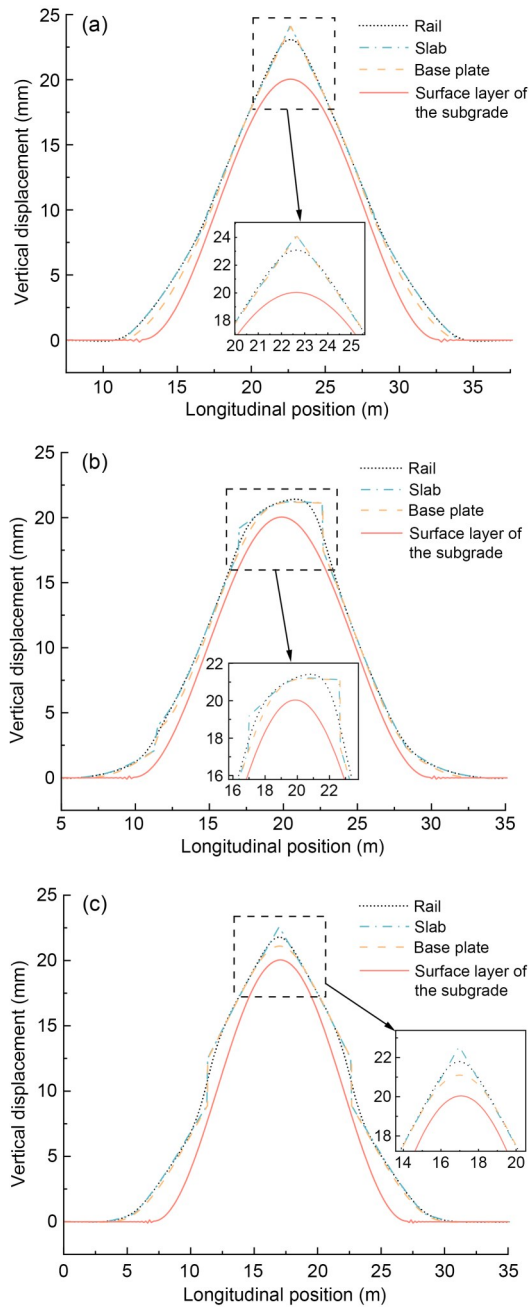 (a)
Rail
Slab
Base plate
Surface layer of
the subgrade
Vertical displacement (mm)
25
20
15
10
5
0
24
22
20
18
20 21 22 23 24 25
10 15 20 25 30 35
Longitudinal position (m)
(b)
Rail
Slab
Base plate
Surface layer of
the subgrade
Vertical displacement (mm)
25
20
15
10
5
0
22
21
20
19
18
17
16
16 18 20 22
5 10 15 20 25 30 35
Longitudinal position (m)
(c)
Rail
Slab
Base plate
Surface layer of
the subgrade
Vertical displacement (mm)
30
25
20
15
10
5
0
22
20
18
14 16 18 20
0 5 10 15 20 25 30 35
Longitudinal position (m)